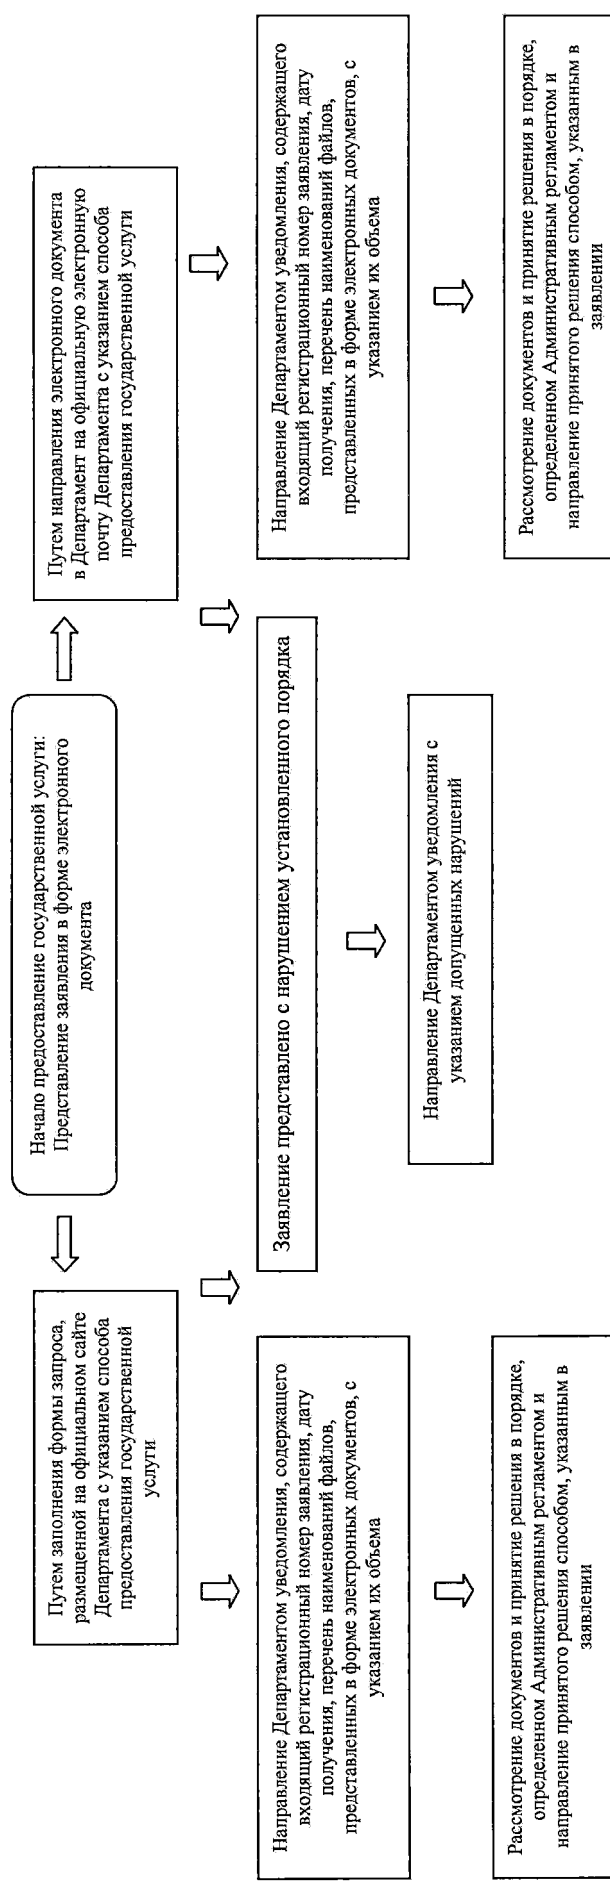 Начало предоставление государственной услуги:
Представление заявления в форме электронного
документа
Путем заполнения формы запроса,
размещенной на официальном сайте
Департамента с указанием способа
предоставления государственной
услуги
Путем направления электронного документа
в Департамент на официальную электронную
почту Департамента с указанием способа
предоставления государственной услуги
Направление Департаментом уведомления, содержащего
входящий регистрационный номер заявления, дату
получения, перечень наименований файлов,
представленных в форме электронных документов, с
указанием их объема
Заявление представлено с нарушением установленного порядка
Направление Департаментом уведомления, содержащего
входящий регистрационный номер заявления, дату
получения, перечень наименований файлов,
представленных в форме электронных документов, с
указанием их объема
Направление Департаментом уведомления с
указанием допущенных нарушений
Рассмотрение документов и принятие решения в порядке,
определенном Административным регламентом и
направление принятого решения способом, указанным в
заявлении
Рассмотрение документов и принятие решения в порядке,
определенном Административным регламентом и
направление принятого решения способом, указанным в
заявлении